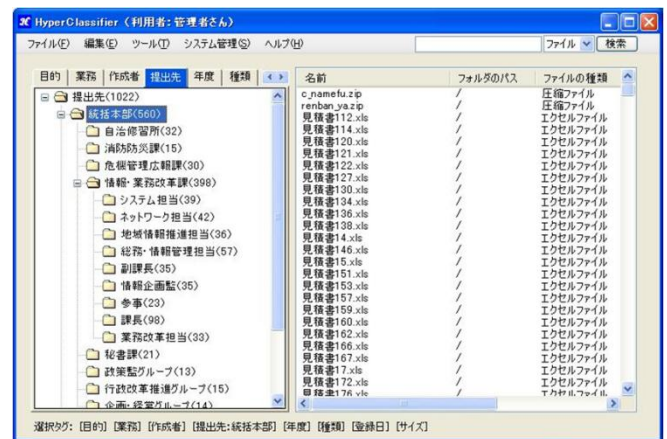 HyperClassifier (利用者:管理者さん)
ファイル(F) 編集(E) ツール(T) システム管理(S) ヘルプ(H)
ファイル 検索
目的 業務 作成者 提出先 年度 種類
提出先(1022)
統括本部(560)
自治修習所(32)
消防防災課(15)
危機管理広報課(30)
情報・業務改革課(398)
システム担当(39)
ネットワーク担当(42)
地域情報推進担当(36)
総務・情報管理担当(57)
副課長(35)
情報企画監(35)
参事(23)
課長(98)
業務改革担当(33)
秘書課(21)
政策監グループ(13)
行政改革推進グループ(15)
企画・経営グループ(14)
名前 フォルダのパス ファイルの種類
c_namefu.zip / 圧縮ファイル
renban_ya.zip / 圧縮ファイル
見積書112.xls / エクセルファイル
見積書114.xls / エクセルファイル
見積書120.xls / エクセルファイル
見積書121.xls / エクセルファイル
見積書122.xls / エクセルファイル
見積書127.xls / エクセルファイル
見積書130.xls / エクセルファイル
見積書134.xls / エクセルファイル
見積書136.xls / エクセルファイル
見積書138.xls / エクセルファイル
見積書14.xls / エクセルファイル
見積書146.xls / エクセルファイル
見積書15.xls / エクセルファイル
見積書151.xls / エクセルファイル
見積書153.xls / エクセルファイル
見積書157.xls / エクセルファイル
見積書159.xls / エクセルファイル
見積書160.xls / エクセルファイル
見積書162.xls / エクセルファイル
見積書166.xls / エクセルファイル
見積書167.xls / エクセルファイル
見積書17.xls / エクセルファイル
見積書172.xls / エクセルファイル
見積書176.xls / エクセルファイル
選択タグ: [目的] [業務] [作成者] [提出先:統括本部] [年度] [種類] [登録日] [サイズ]